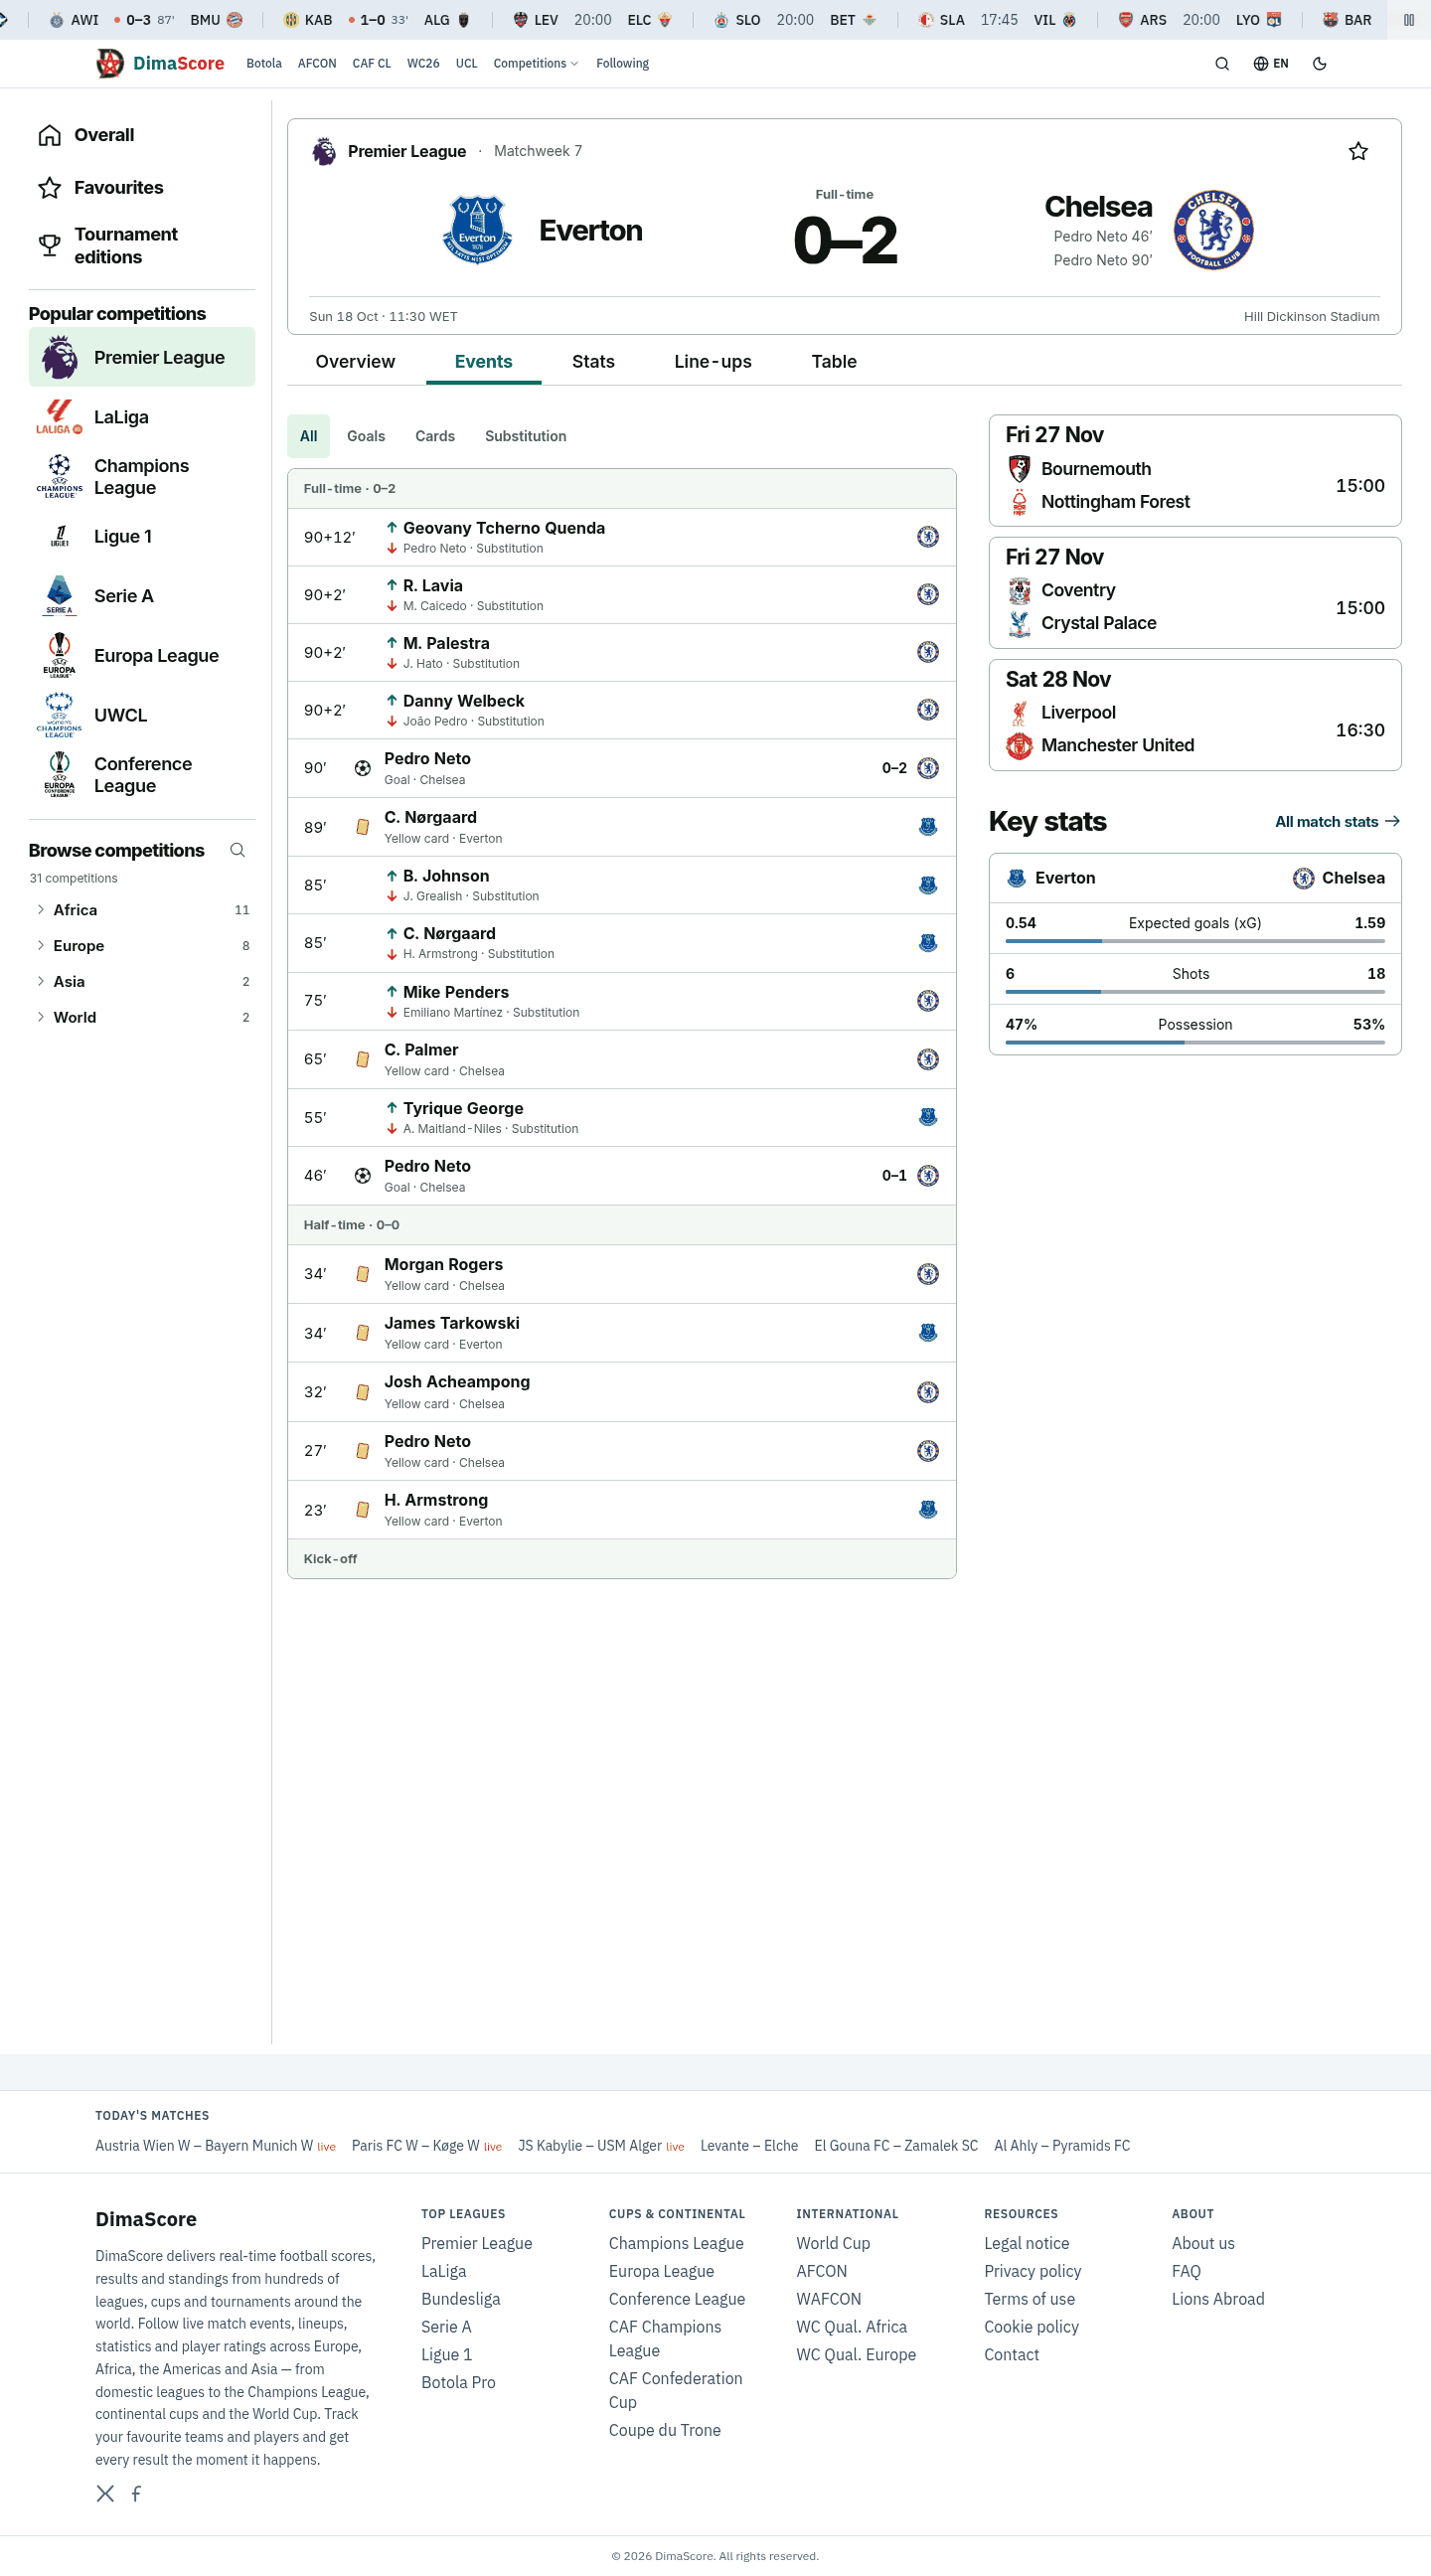 AWI 0–3 87' BMU KAB 1–0 33' ALG LEV 20:00 ELC SLO 20:00 BET SLA 17:45 VIL ARS 20:00 LYO BAR
DimaScore Botola AFCON CAF CL WC26 UCL Competitions Following EN
Overall
Favourites
Tournament
editions
Popular competitions
Premier League
LaLiga
Champions
League
Ligue 1
Serie A
Europa League
UWCL
Conference
League
Browse competitions
31 competitions
Africa 11
Europe 8
Asia 2
World 2
Premier League · Matchweek 7
Everton
Full-time
0–2
Chelsea
Pedro Neto 46′
Pedro Neto 90′
Sun 18 Oct · 11:30 WET Hill Dickinson Stadium
Overview Events Stats Line-ups Table
All Goals Cards Substitution
Full-time · 0–2
90+12′ Geovany Tcherno Quenda
Pedro Neto · Substitution
90+2′ R. Lavia
M. Caicedo · Substitution
90+2′ M. Palestra
J. Hato · Substitution
90+2′ Danny Welbeck
João Pedro · Substitution
90′ Pedro Neto 0–2
Goal · Chelsea
89′ C. Nørgaard
Yellow card · Everton
85′ B. Johnson
J. Grealish · Substitution
85′ C. Nørgaard
H. Armstrong · Substitution
75′ Mike Penders
Emiliano Martínez · Substitution
65′ C. Palmer
Yellow card · Chelsea
55′ Tyrique George
A. Maitland-Niles · Substitution
46′ Pedro Neto 0–1
Goal · Chelsea
Half-time · 0–0
34′ Morgan Rogers
Yellow card · Chelsea
34′ James Tarkowski
Yellow card · Everton
32′ Josh Acheampong
Yellow card · Chelsea
27′ Pedro Neto
Yellow card · Chelsea
23′ H. Armstrong
Yellow card · Everton
Kick-off
Fri 27 Nov
Bournemouth
Nottingham Forest
15:00
Fri 27 Nov
Coventry
Crystal Palace
15:00
Sat 28 Nov
Liverpool
Manchester United
16:30
Key stats All match stats
Everton Chelsea
0.54 Expected goals (xG) 1.59
6 Shots 18
47% Possession 53%
TODAY'S MATCHES
Austria Wien W – Bayern Munich W live Paris FC W – Køge W live JS Kabylie – USM Alger live Levante – Elche El Gouna FC – Zamalek SC Al Ahly – Pyramids FC
DimaScore
DimaScore delivers real-time football scores,
results and standings from hundreds of
leagues, cups and tournaments around the
world. Follow live match events, lineups,
statistics and player ratings across Europe,
Africa, the Americas and Asia — from
domestic leagues to the Champions League,
continental cups and the World Cup. Track
your favourite teams and players and get
every result the moment it happens.
TOP LEAGUES
Premier League
LaLiga
Bundesliga
Serie A
Ligue 1
Botola Pro
CUPS & CONTINENTAL
Champions League
Europa League
Conference League
CAF Champions
League
CAF Confederation
Cup
Coupe du Trone
INTERNATIONAL
World Cup
AFCON
WAFCON
WC Qual. Africa
WC Qual. Europe
RESOURCES
Legal notice
Privacy policy
Terms of use
Cookie policy
Contact
ABOUT
About us
FAQ
Lions Abroad
© 2026 DimaScore. All rights reserved.